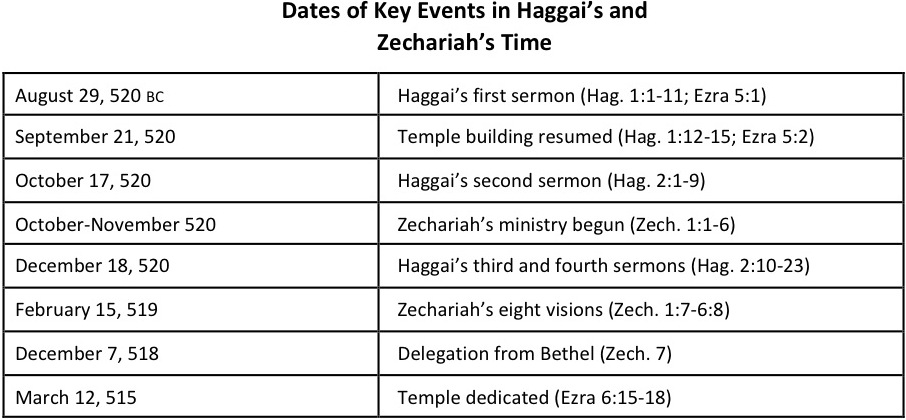 Dates of Key Events in Haggai’s and
Zechariah’s Time
August 29, 520 BC Haggai’s first sermon (Hag. 1:1-11; Ezra 5:1)
September 21, 520 Temple building resumed (Hag. 1:12-15; Ezra 5:2)
October 17, 520 Haggai’s second sermon (Hag. 2:1-9)
October-November 520 Zechariah’s ministry begun (Zech. 1:1-6)
December 18, 520 Haggai’s third and fourth sermons (Hag. 2:10-23)
February 15, 519 Zechariah’s eight visions (Zech. 1:7-6:8)
December 7, 518 Delegation from Bethel (Zech. 7)
March 12, 515 Temple dedicated (Ezra 6:15-18)